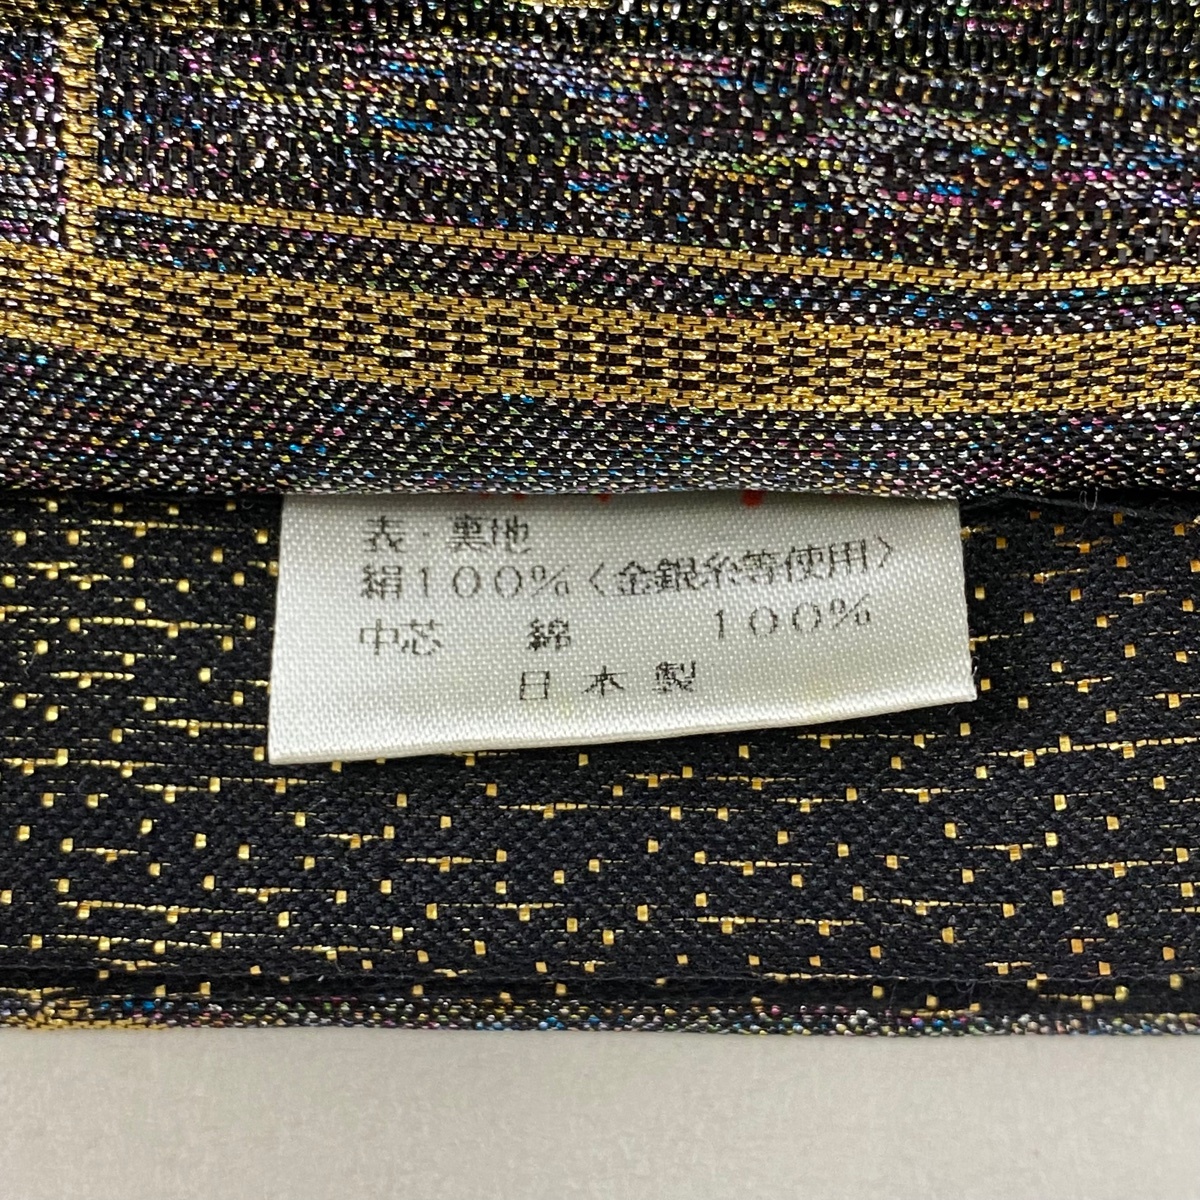 表・裏地
絹100%〈金銀糸等使用〉
中芯 綿 100%
日本製